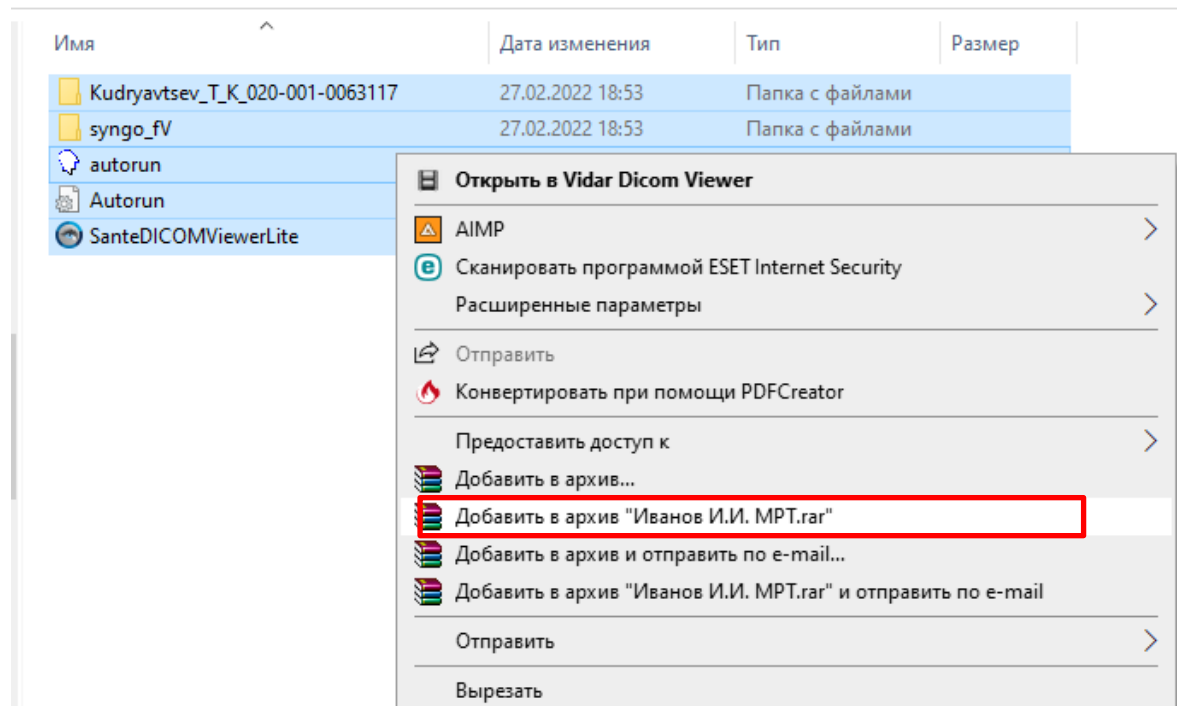 Имя Дата изменения Тип Размер
Kudryavtsev_T_K_020-001-0063117 27.02.2022 18:53 Папка с файлами
syngo_fV 27.02.2022 18:53 Папка с файлами
autorun
Autorun
SanteDICOMViewerLite
Открыть в Vidar Dicom Viewer
AIMP
Сканировать программой ESET Internet Security
Расширенные параметры
Отправить
Конвертировать при помощи PDFCreator
Предоставить доступ к
Добавить в архив...
Добавить в архив "Иванов И.И. МРТ.rar"
Добавить в архив и отправить по e-mail...
Добавить в архив "Иванов И.И. МРТ.rar" и отправить по e-mail
Отправить
Вырезать